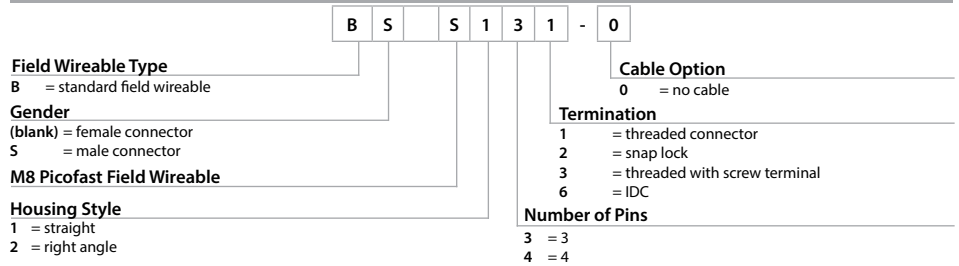 B S S 1 3 1 - 0
Field Wireable Type
B = standard field wireable
Gender
(blank) = female connector
S = male connector
M8 Picofast Field Wireable
Housing Style
1 = straight
2 = right angle
Cable Option
0 = no cable
Termination
1 = threaded connector
2 = snap lock
3 = threaded with screw terminal
6 = IDC
Number of Pins
3 = 3
4 = 4